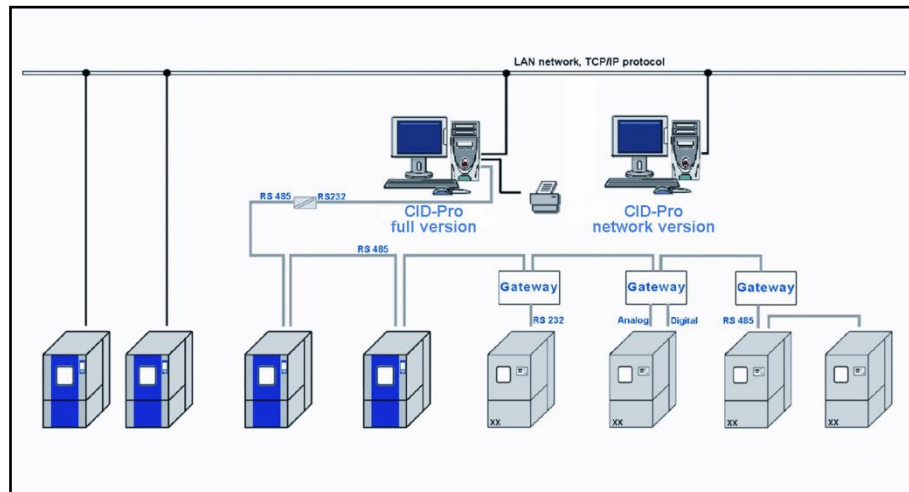 LAN network, TCP/IP protocol
RS 485 RS232
CID-Pro
full version
CID-Pro
network version
RS 485
Gateway
Gateway
Gateway
RS 232
Analog
Digital
RS 485
XX
XX
XX
XX